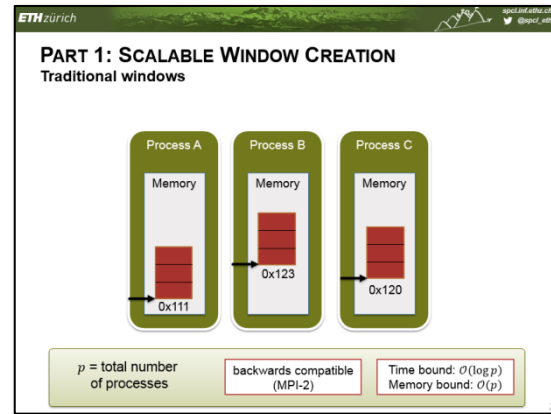 ETH zürich
spcl.inf.ethz.ch
@spcl_eth
PART 1: SCALABLE WINDOW CREATION
Traditional windows
Process A
Process B
Process C
Memory
Memory
Memory
0x111
0x123
0x120
p = total number
of processes
backwards compatible
(MPI-2)
Time bound: 𝒪(log p)
Memory bound: 𝒪(p)